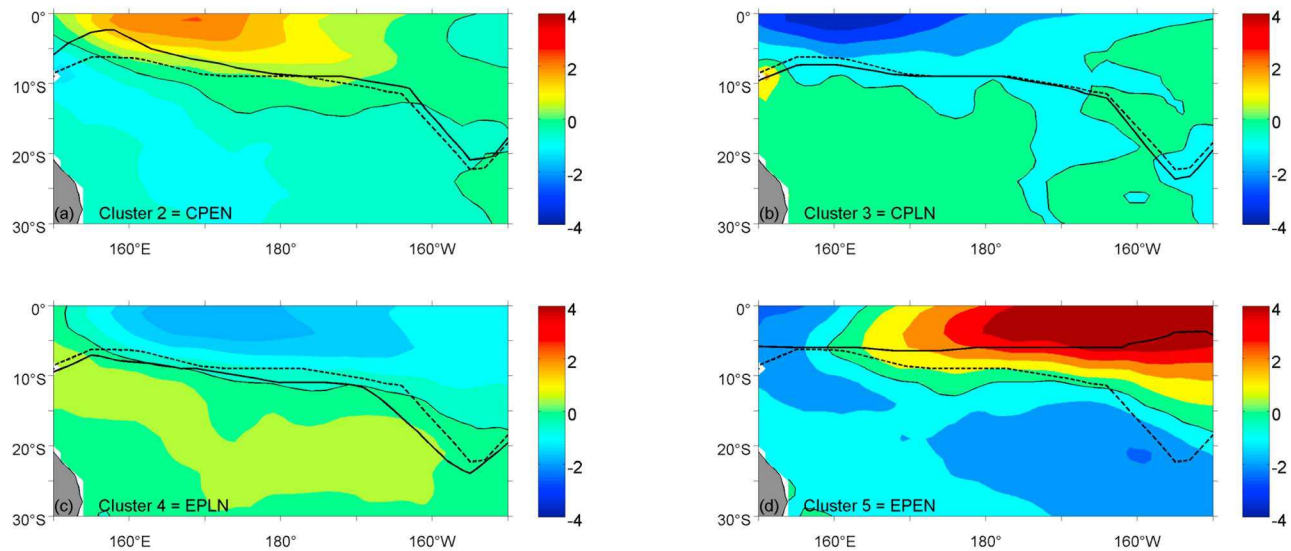 0°
10°S
20°S
30°S
(a) Cluster 2 = CPEN
160°E 180° 160°W
4
2
0
-2
-4
0°
10°S
20°S
30°S
(b) Cluster 3 = CPLN
160°E 180° 160°W
4
2
0
-2
-4
0°
10°S
20°S
30°S
(c) Cluster 4 = EPLN
160°E 180° 160°W
4
2
0
-2
-4
0°
10°S
20°S
30°S
(d) Cluster 5 = EPEN
160°E 180° 160°W
4
2
0
-2
-4